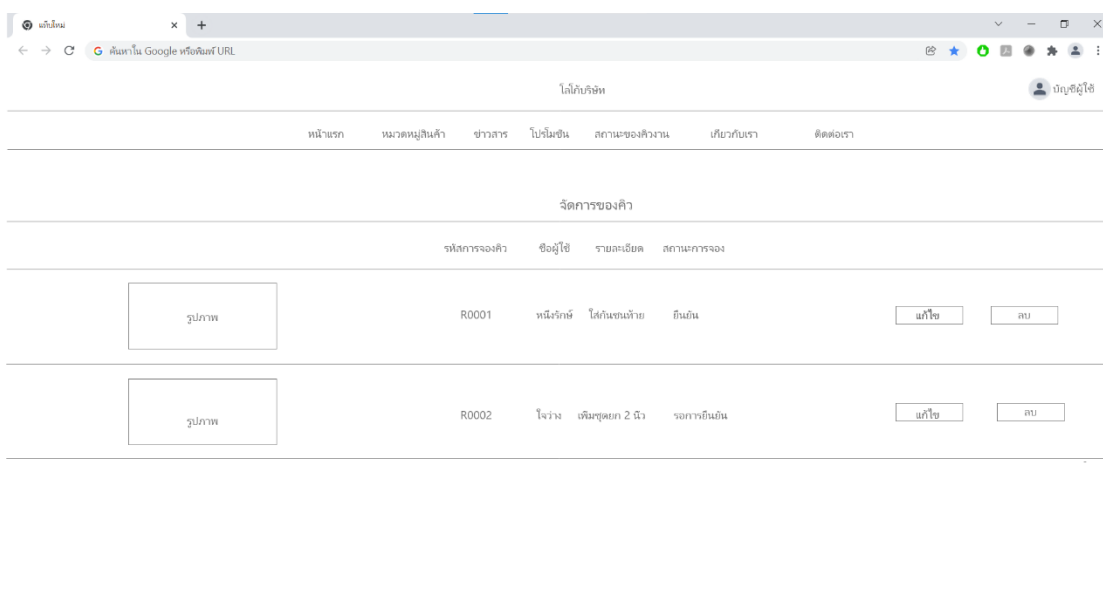 แท็บใหม่
ค้นหาใน Google หรือพิมพ์ URL
โลโก้บริษัท
บัญชีผู้ใช้
หน้าแรก หมวดหมู่สินค้า ข่าวสาร โปรโมชัน สถานะของคิวงาน เกี่ยวกับเรา ติดต่อเรา
จัดการของคิว
รหัสการจองคิว ชื่อผู้ใช้ รายละเอียด สถานะการจอง
รูปภาพ R0001 หนึ่งรักษ์ ใส่กันชนท้าย ยืนยัน แก้ไข ลบ
รูปภาพ R0002 ใจว่าง เพิ่มชุดยก 2 นิ้ว รอการยืนยัน แก้ไข ลบ